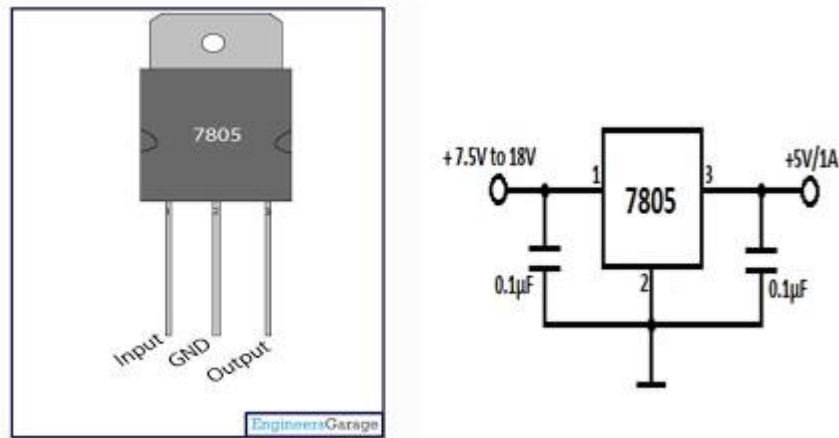 7805
1 2 3
Input GND Output
EngineersGarage
+7.5V to 18V
+5V/1A
1
3
7805
2
0.1µF
0.1µF